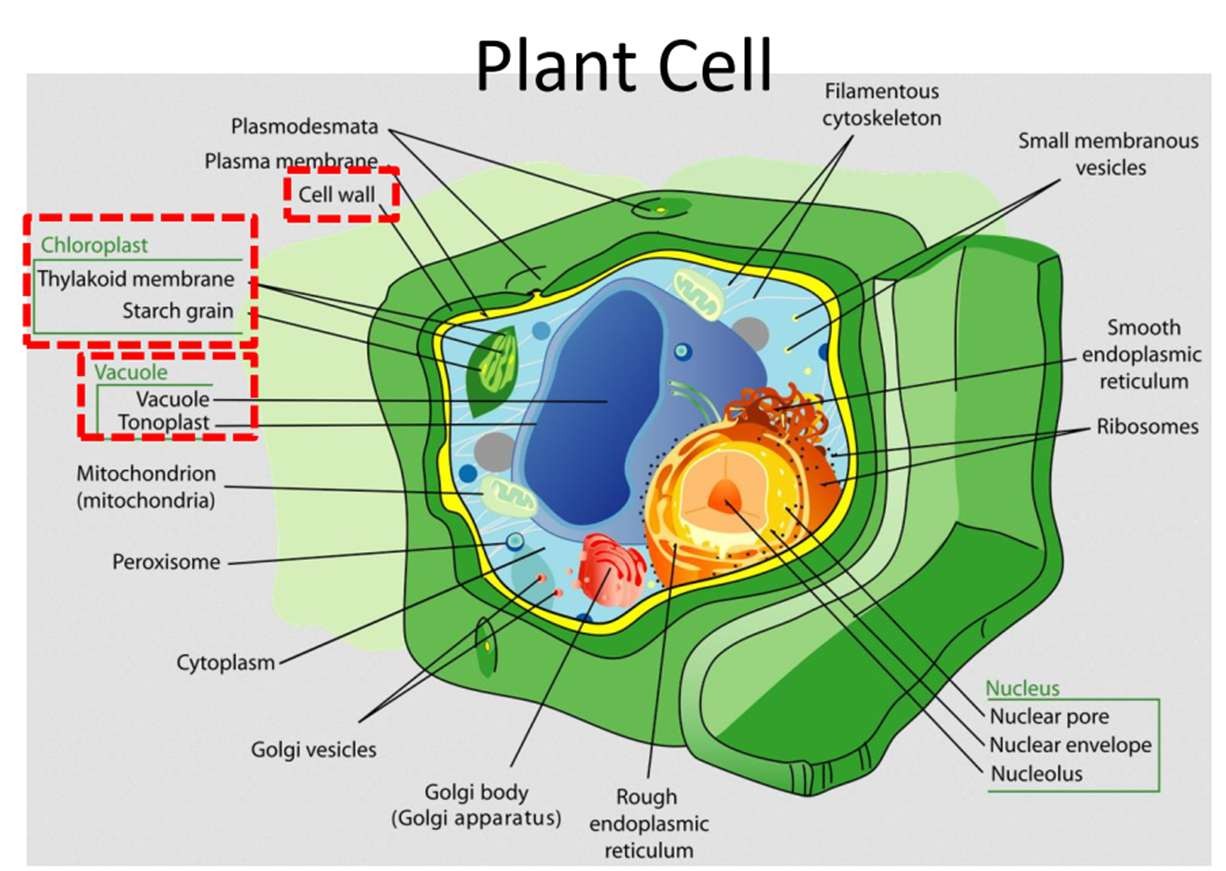 Plant Cell
Filamentous
cytoskeleton
Plasmodesmata
Small membranous
vesicles
Plasma membrane
Cell wall
Chloroplast
Thylakoid membrane
Starch grain
Smooth
endoplasmic
reticulum
Vacuole
Vacuole
Tonoplast
Ribosomes
Mitochondrion
(mitochondria)
Peroxisome
Cytoplasm
Nucleus
Nuclear pore
Nuclear envelope
Nucleolus
Golgi vesicles
Golgi body
(Golgi apparatus)
Rough
endoplasmic
reticulum